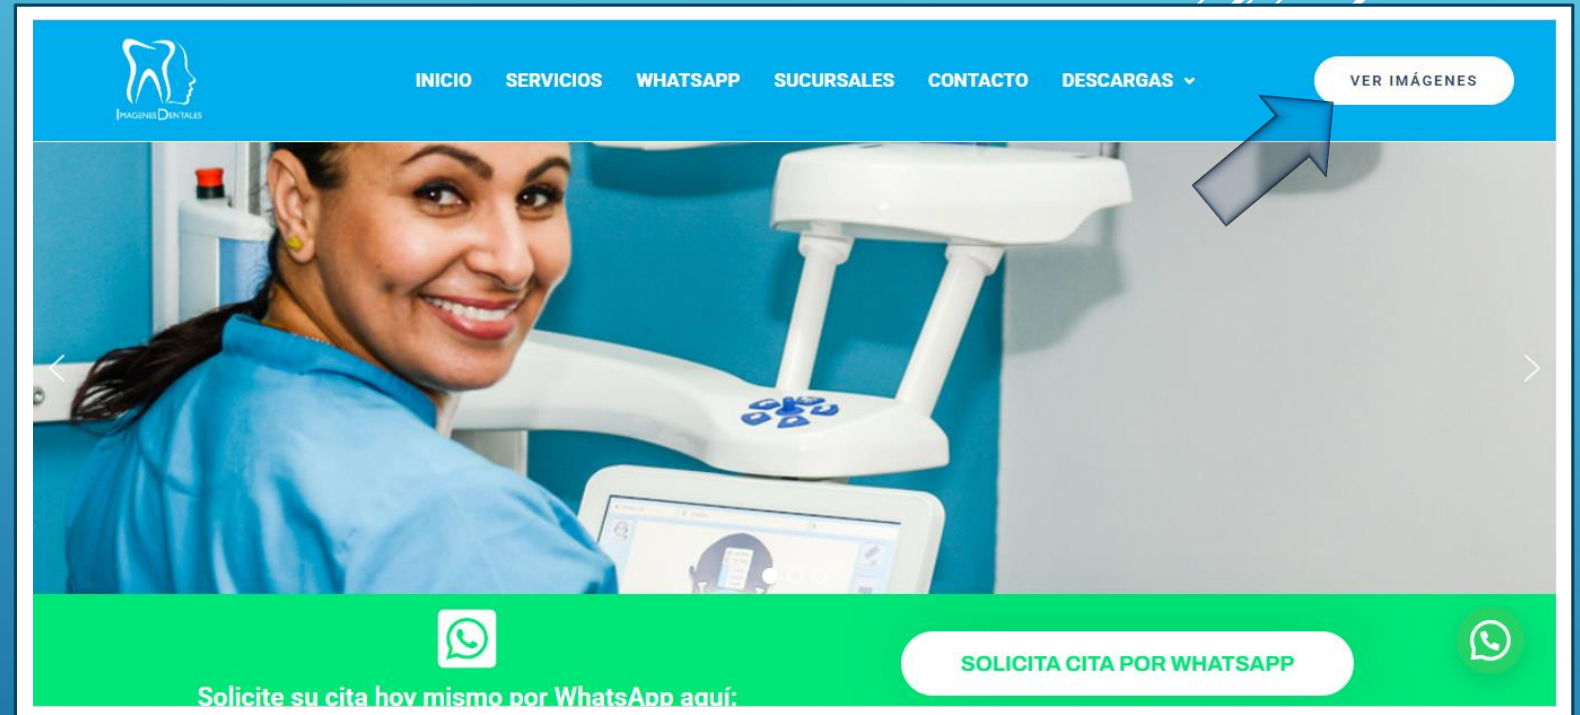 INICIO SERVICIOS WHATSAPP SUCURSALES CONTACTO DESCARGAS VER IMÁGENES
IMAGENES DENTALES
Solicite su cita hoy mismo por WhatsApp aquí:
SOLICITA CITA POR WHATSAPP